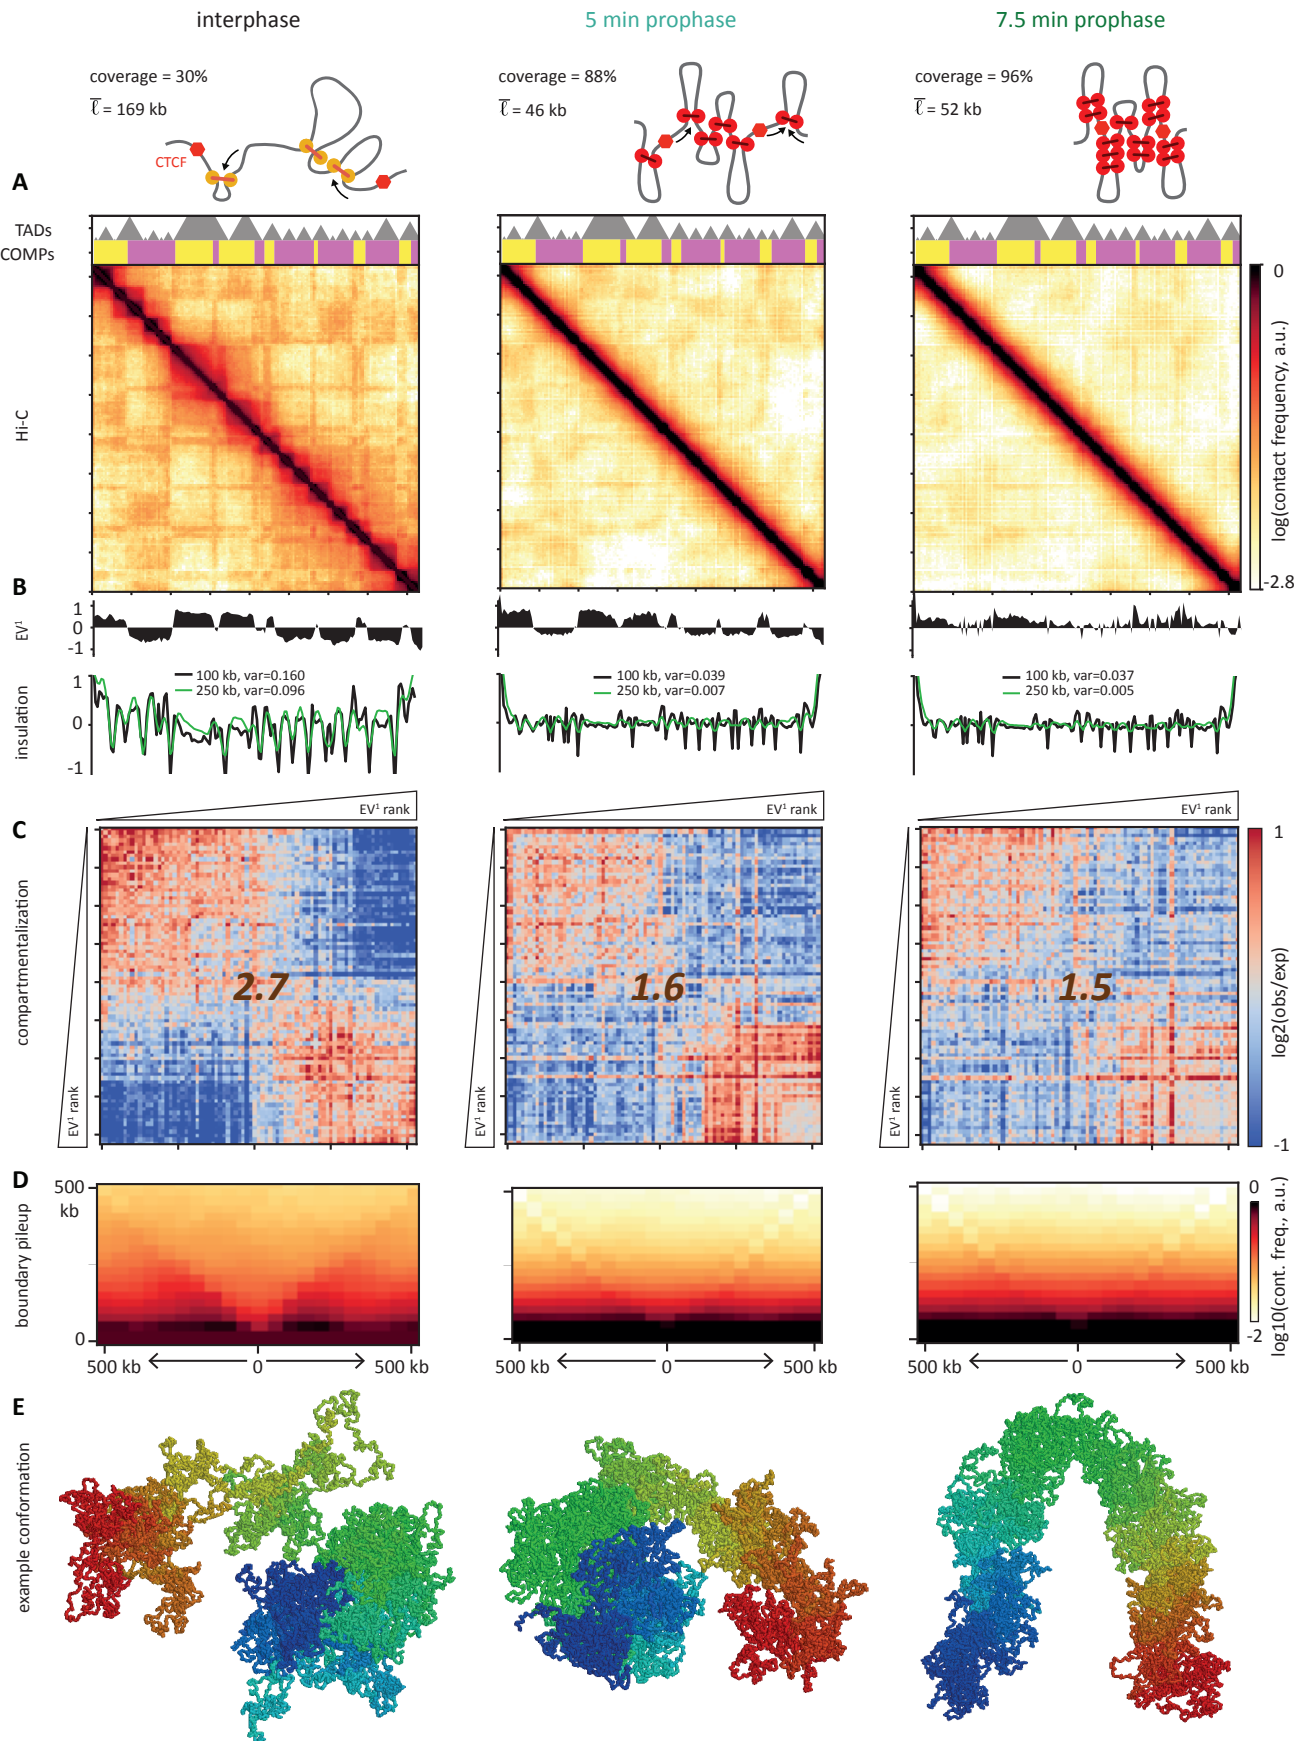 interphase
5 min prophase
7.5 min prophase
coverage = 30%
ℓ̅ = 169 kb
CTCF
coverage = 88%
ℓ̅ = 46 kb
coverage = 96%
ℓ̅ = 52 kb
A
TADs
COMPs
Hi-C
0
log(contact frequency, a.u.)
-2.8
B
EV¹
1
0
-1
insulation
1
0
-1
100 kb, var=0.160
250 kb, var=0.096
100 kb, var=0.039
250 kb, var=0.007
100 kb, var=0.037
250 kb, var=0.005
C
compartmentalization
EV¹ rank
EV¹ rank
2.7
EV¹ rank
EV¹ rank
1.6
EV¹ rank
EV¹ rank
1.5
1
log2(obs/exp)
-1
D
boundary pileup
500
kb
0
500 kb
0
500 kb
500 kb
0
500 kb
500 kb
0
500 kb
0
log10(cont. freq., a.u.)
-2
E
example conformation